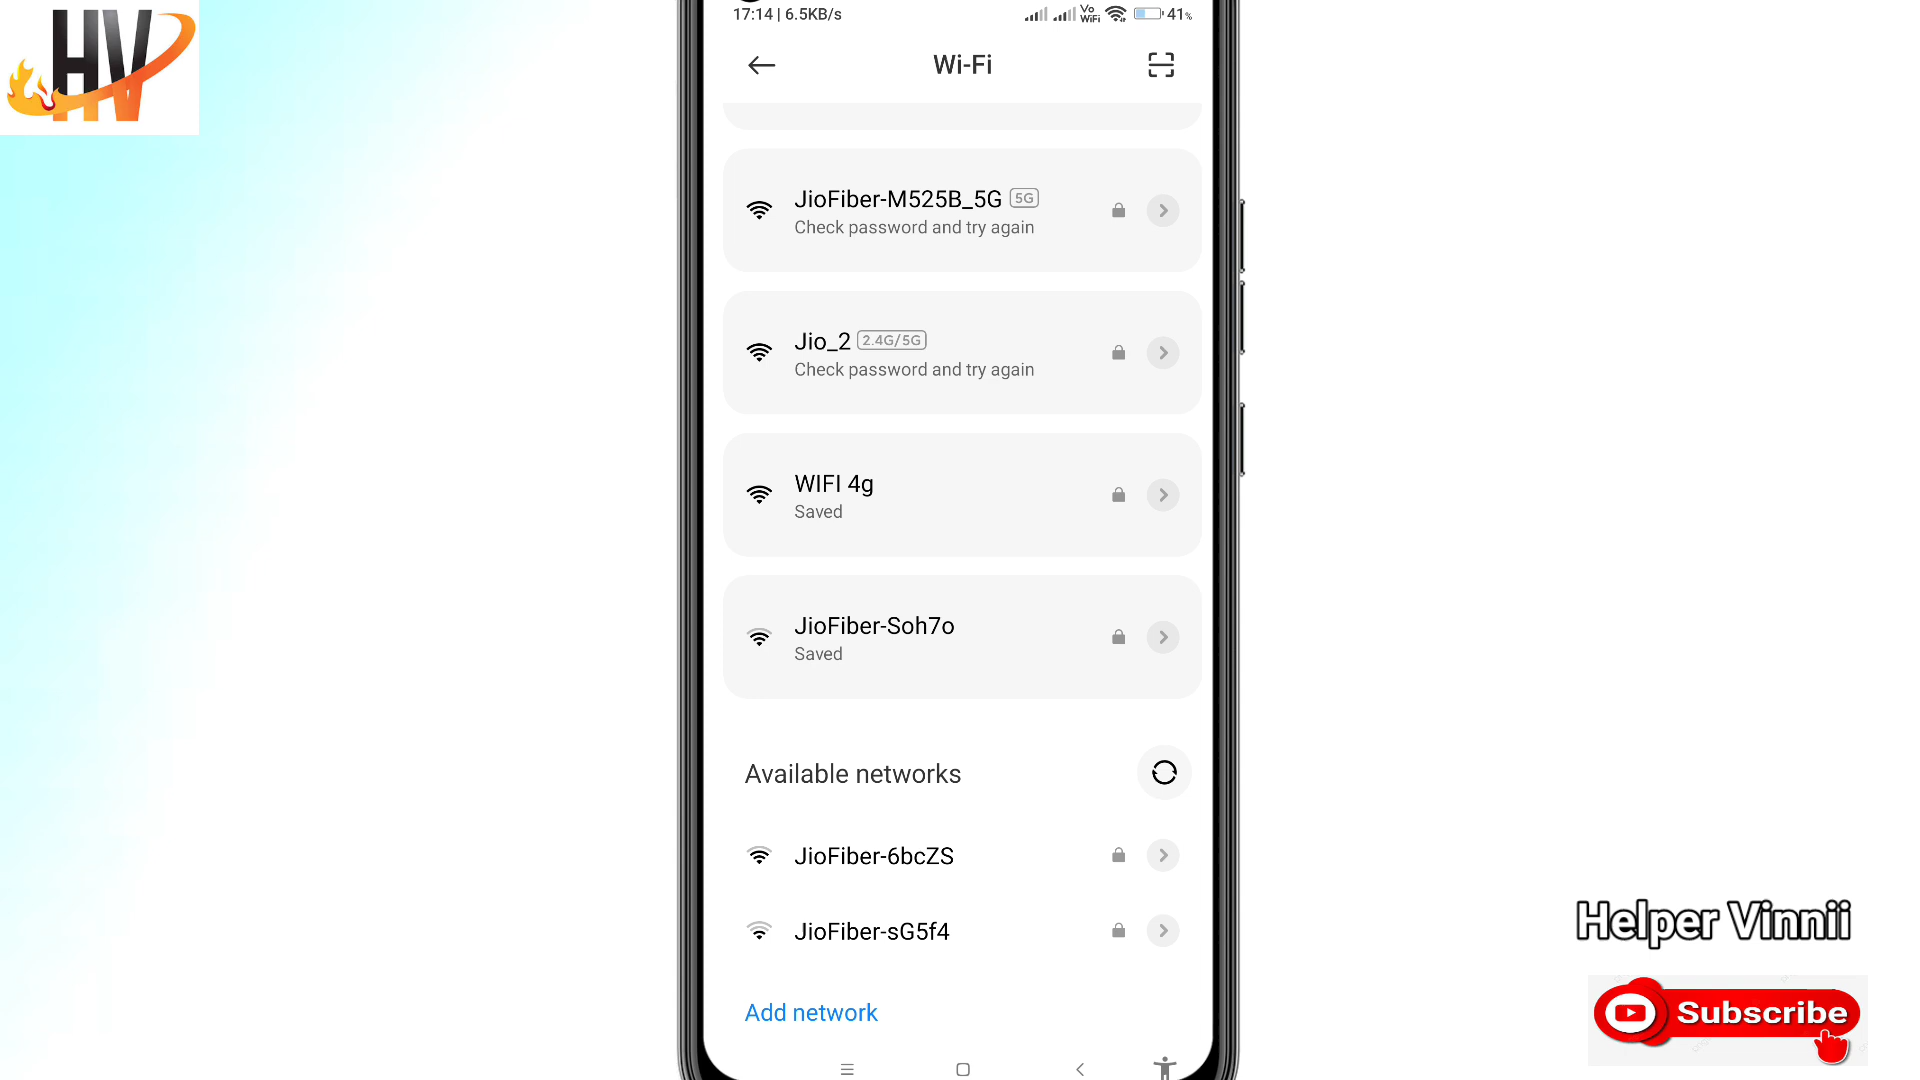 HV
17:14 | 6.5KB/s
Vo WiFi
41%
Wi-Fi
JioFiber-M525B_5G 5G
Check password and try again
Jio_2 2.4G/5G
Check password and try again
WIFI 4g
Saved
JioFiber-Soh7o
Saved
Available networks
JioFiber-6bcZS
JioFiber-sG5f4
Add network
Helper Vinnii
Subscribe